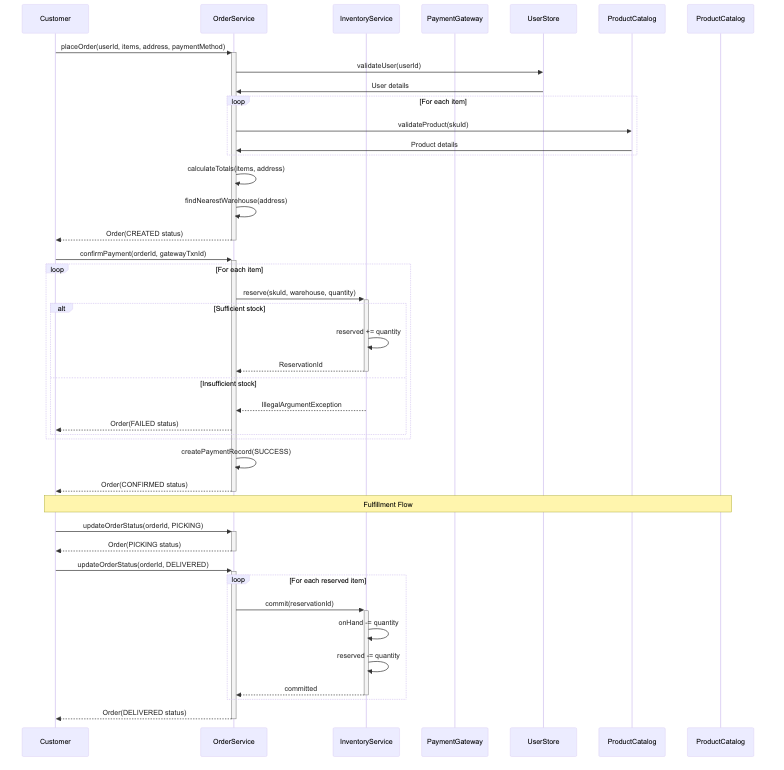 Customer
OrderService
InventoryService
PaymentGateway
UserStore
ProductCatalog
ProductCatalog
placeOrder(userId, items, address, paymentMethod)
validateUser(userId)
User details
loop
[For each item]
validateProduct(skuId)
Product details
calculateTotals(items, address)
findNearestWarehouse(address)
Order(CREATED status)
confirmPayment(orderId, gatewayTxnId)
loop
[For each item]
reserve(skuId, warehouse, quantity)
alt
[Sufficient stock]
reserved += quantity
ReservationId
[Insufficient stock]
IllegalArgumentException
Order(FAILED status)
createPaymentRecord(SUCCESS)
Order(CONFIRMED status)
Fulfillment Flow
updateOrderStatus(orderId, PICKING)
Order(PICKING status)
updateOrderStatus(orderId, DELIVERED)
loop
[For each reserved item]
commit(reservationId)
onHand -= quantity
reserved -= quantity
committed
Order(DELIVERED status)
Customer
OrderService
InventoryService
PaymentGateway
UserStore
ProductCatalog
ProductCatalog